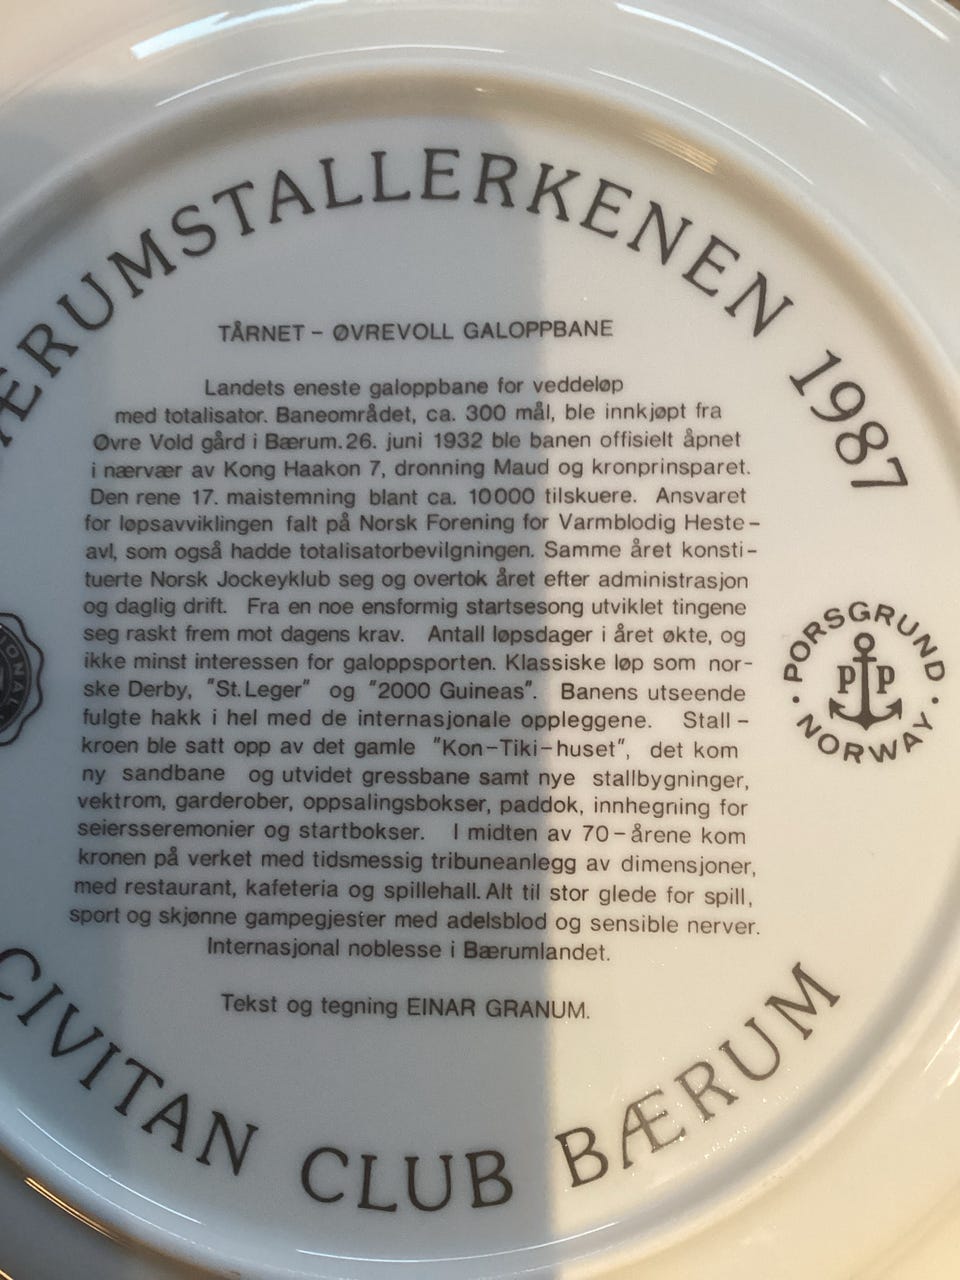 ÆRUMSTALLERKENEN 1987
TÅRNET – ØVREVOLL GALOPPBANE
Landets eneste galoppbane for veddeløp
med totalisator. Baneområdet, ca. 300 mål, ble innkjøpt fra
Øvre Vold gård i Bærum. 26. juni 1932 ble banen offisielt åpnet
i nærvær av Kong Haakon 7, dronning Maud og kronprinsparet.
Den rene 17. maistemning blant ca. 10000 tilskuere. Ansvaret
for løpsavviklingen falt på Norsk Forening for Varmblodig Heste-
avl, som også hadde totalisatorbevilgningen. Samme året konsti-
tuerte Norsk Jockeyklub seg og overtok året efter administrasjon
og daglig drift. Fra en noe ensformig startsesong utviklet tingene
seg raskt frem mot dagens krav. Antall løpsdager i året økte, og
ikke minst interessen for galoppsporten. Klassiske løp som nor-
ske Derby, "St. Leger" og "2000 Guineas". Banens utseende
fulgte hakk i hel med de internasjonale oppleggene. Stall-
kroen ble satt opp av det gamle "Kon-Tiki-huset", det kom
ny sandbane og utvidet gressbane samt nye stallbygninger,
vektrom, garderober, oppsalingsbokser, paddok, innhegning for
seiersseremonier og startbokser. I midten av 70-årene kom
kronen på verket med tidsmessig tribuneanlegg av dimensjoner,
med restaurant, kafeteria og spillehall. Alt til stor glede for spill,
sport og skjønne gampegjester med adelsblod og sensible nerver.
Internasjonal noblesse i Bærumlandet.
Tekst og tegning EINAR GRANUM.
PORSGRUND
PP
NORWAY
CIVITAN CLUB BÆRUM